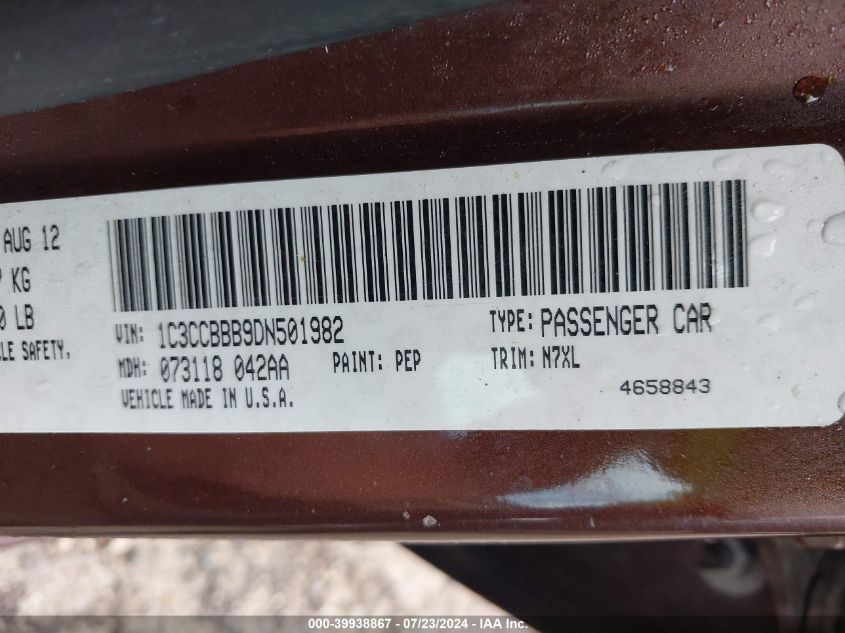 AUG 12
KG
0 LB
SAFETY.
VIN: 1C3CCBBB9DN501982 TYPE: PASSENGER CAR
MDH: 073118 042AA PAINT: PEP TRIM: N7XL
VEHICLE MADE IN U.S.A. 4658843
000-39938867 - 07/23/2024 - IAA Inc.